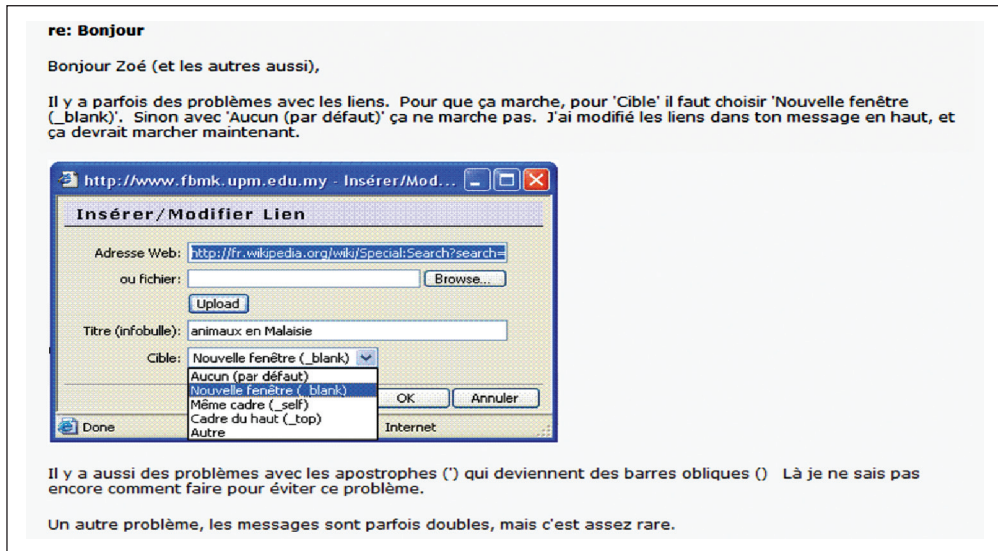 re: Bonjour
Bonjour Zoé (et les autres aussi),
Il y a parfois des problèmes avec les liens. Pour que ça marche, pour 'Cible' il faut choisir 'Nouvelle fenêtre
(_blank)'. Sinon avec 'Aucun (par défaut)' ça ne marche pas. J'ai modifié les liens dans ton message en haut, et
ça devrait marcher maintenant.
http://www.fbmk.upm.edu.my - Insérer/Mod...
Insérer/Modifier Lien
Adresse Web: http://fr.wikipedia.org/wiki/Special:Search?search=
ou fichier: Browse...
Upload
Titre (infobulle): animaux en Malaisie
Cible: Nouvelle fenêtre (_blank)
Aucun (par défaut)
Nouvelle fenêtre (_blank)
Même cadre (_self)
Cadre du haut (_top)
Autre
OK Annuler
Done Internet
Il y a aussi des problèmes avec les apostrophes (') qui deviennent des barres obliques () Là je ne sais pas
encore comment faire pour éviter ce problème.
Un autre problème, les messages sont parfois doubles, mais c'est assez rare.